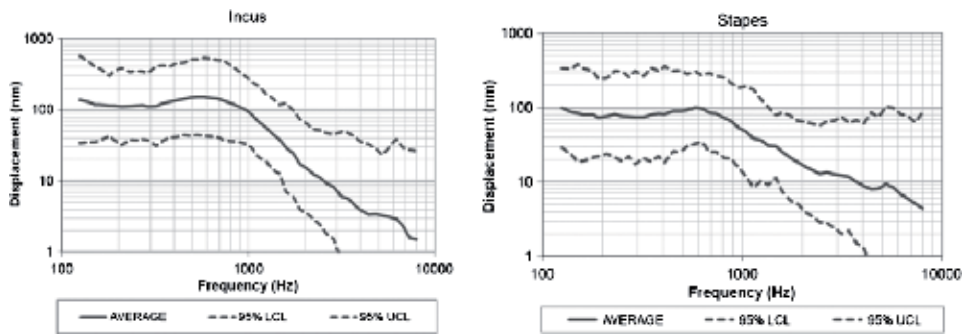 Incus
Displacement (nm)
1000
100
10
1
100 1000 10000
Frequency (Hz)
AVERAGE 95% LCL 95% UCL
Stapes
Displacement (nm)
1000
100
10
1
100 1000 10000
Frequency (Hz)
AVERAGE 95% LCL 95% UCL